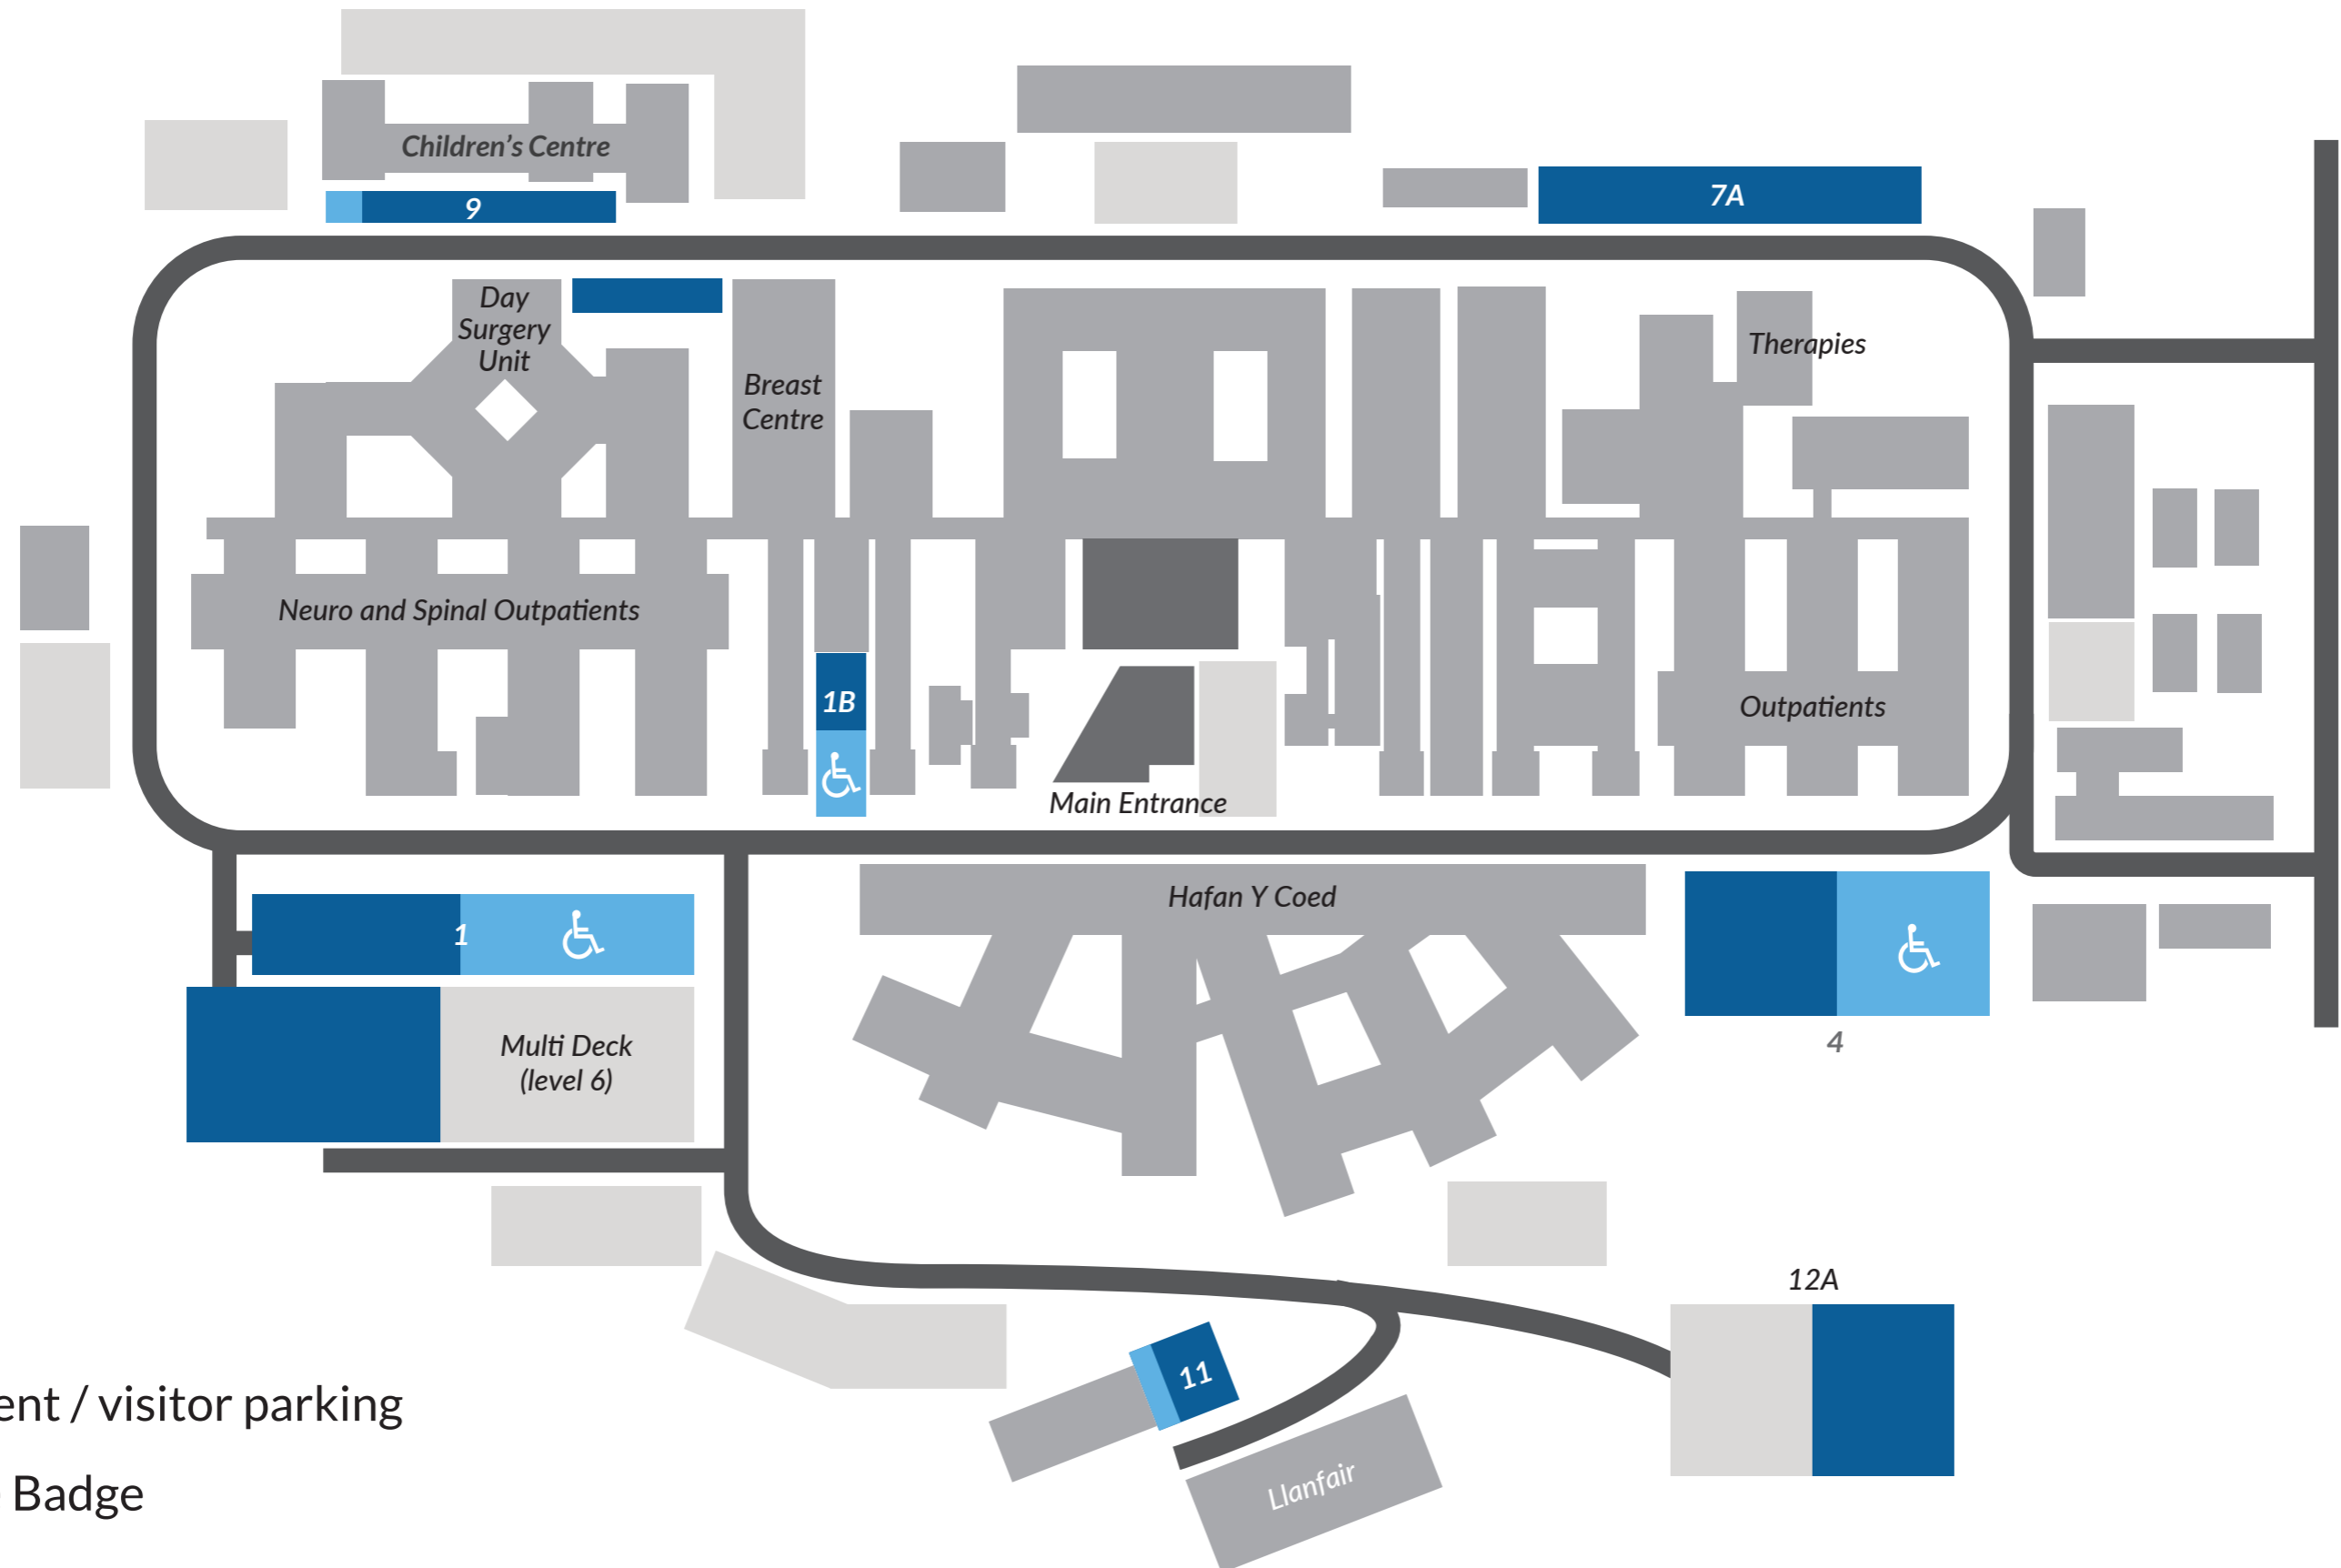 Children's Centre
9
7A
Day
Surgery
Unit
Therapies
Breast
Centre
Neuro and Spinal Outpatients
1B
Outpatients
Main Entrance
Hafan Y Coed
1
4
Multi Deck
(level 6)
12A
11
ent / visitor parking
Badge
Llanfair